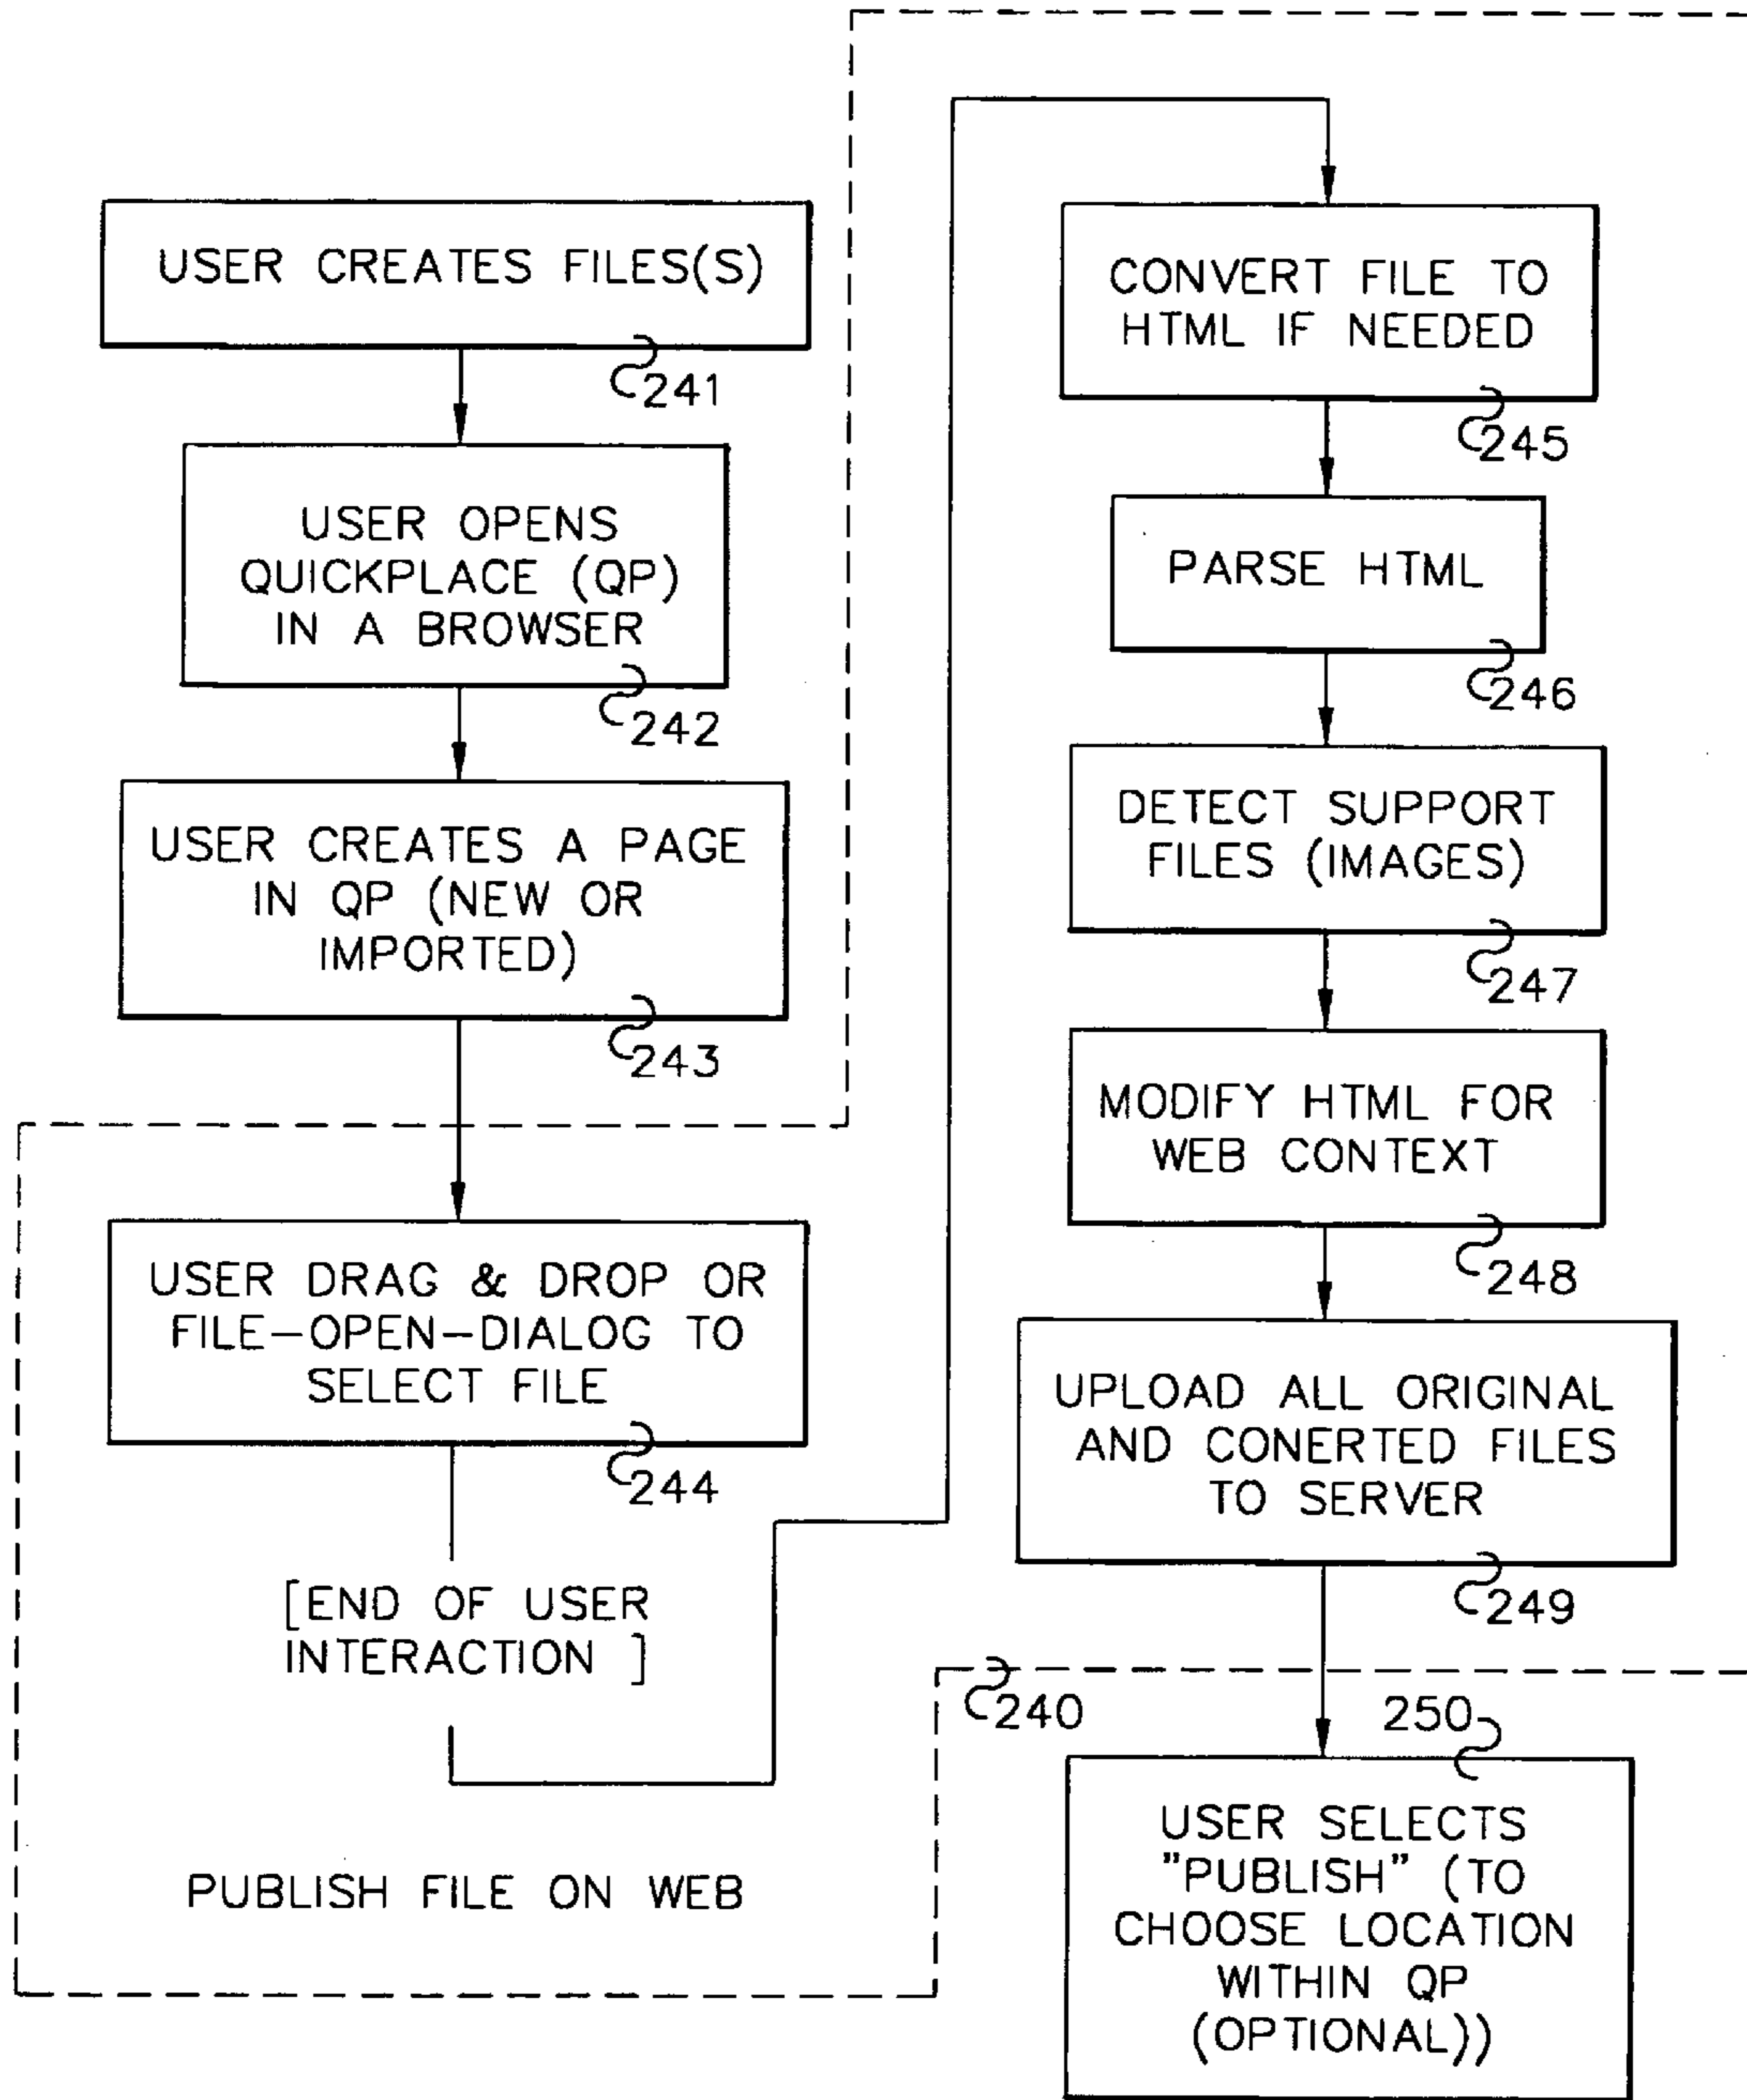 USER CREATES FILES(S)
241
USER OPENS
QUICKPLACE (QP)
IN A BROWSER
242
USER CREATES A PAGE
IN QP (NEW OR
IMPORTED)
243
USER DRAG & DROP OR
FILE-OPEN-DIALOG TO
SELECT FILE
244
[END OF USER
INTERACTION ]
PUBLISH FILE ON WEB
CONVERT FILE TO
HTML IF NEEDED
245
PARSE HTML
246
DETECT SUPPORT
FILES (IMAGES)
247
MODIFY HTML FOR
WEB CONTEXT
248
UPLOAD ALL ORIGINAL
AND CONERTED FILES
TO SERVER
249
240
250
USER SELECTS
"PUBLISH" (TO
CHOOSE LOCATION
WITHIN QP
(OPTIONAL))